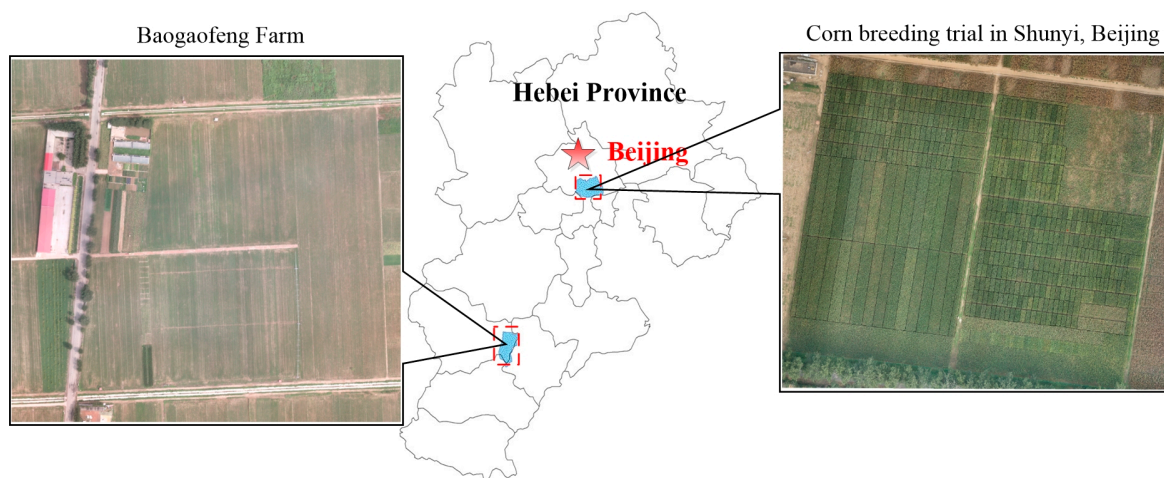 Baogaofeng Farm
Corn breeding trial in Shunyi, Beijing
Hebei Province
Beijing